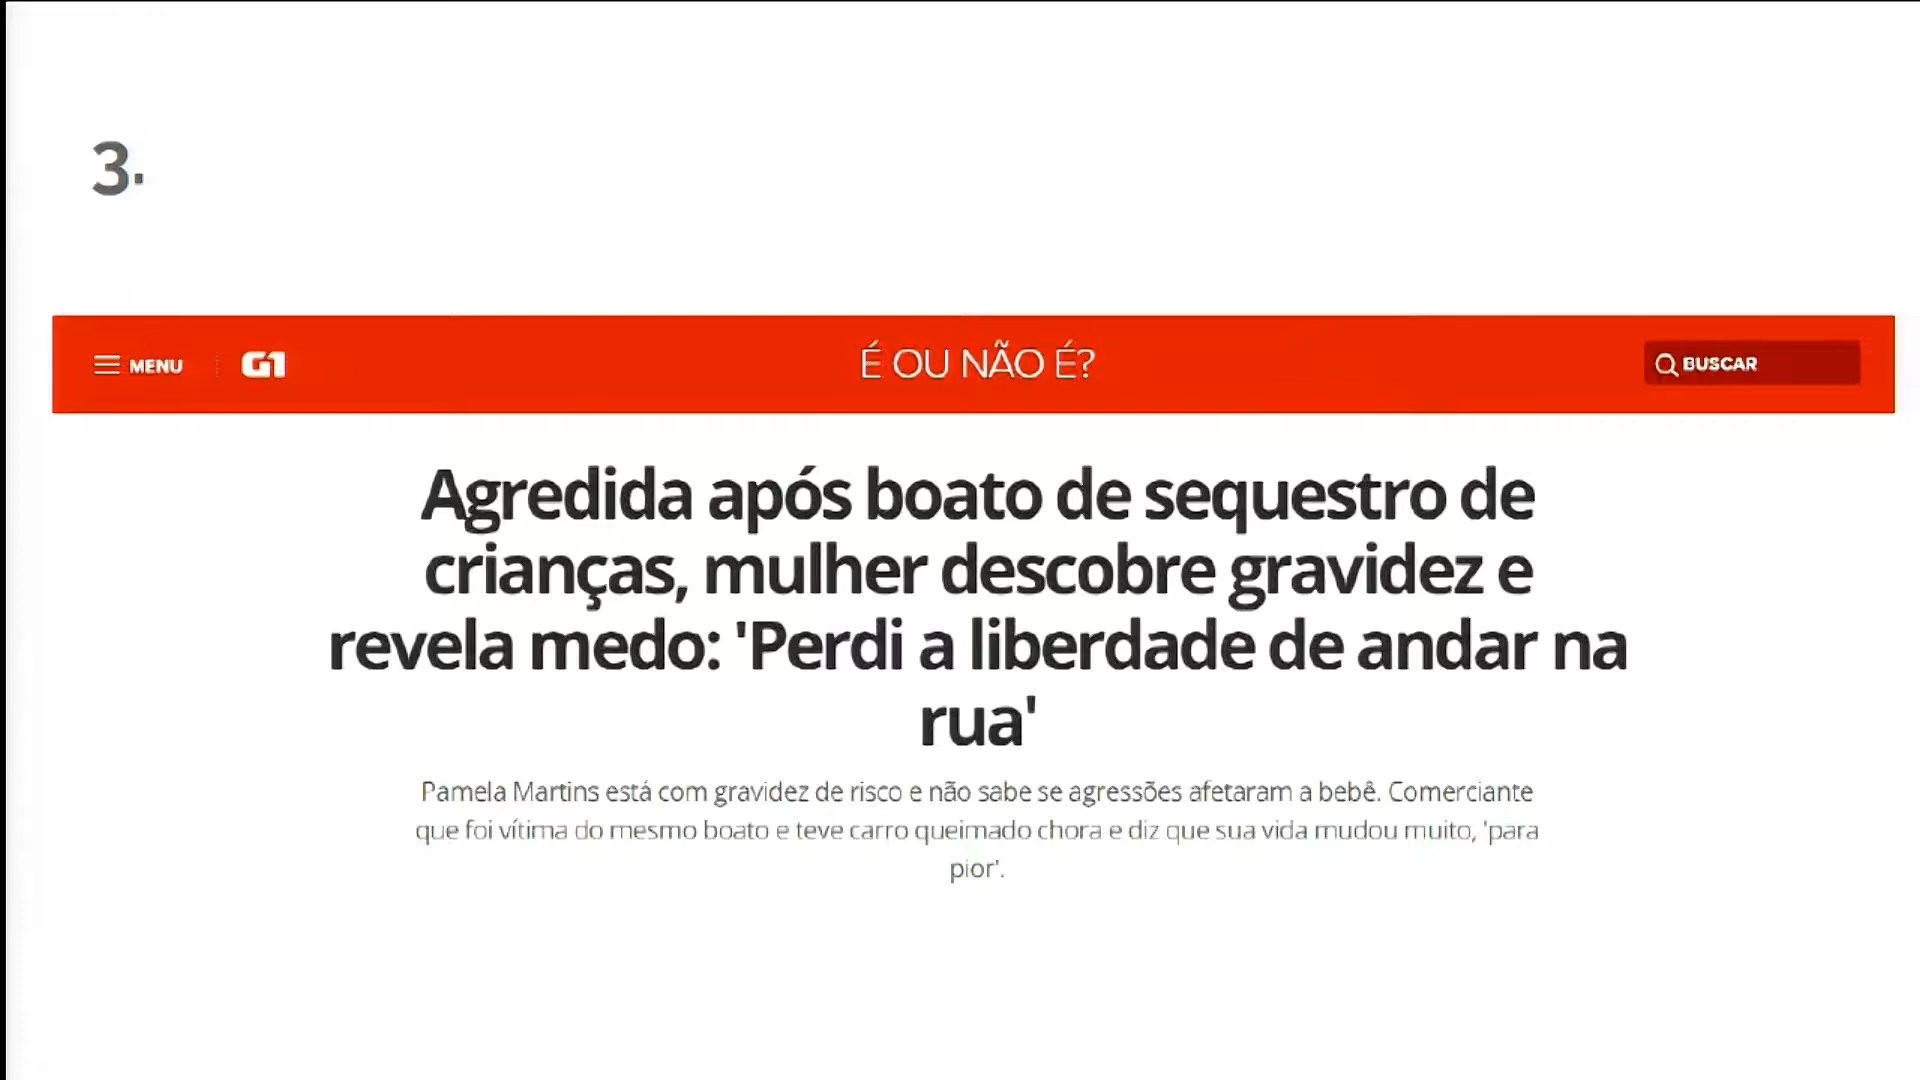 3.
MENU G1 É OU NÃO É? BUSCAR
Agredida após boato de sequestro de
crianças, mulher descobre gravidez e
revela medo: 'Perdi a liberdade de andar na
rua'
Pamela Martins está com gravidez de risco e não sabe se agressões afetaram a bebê. Comerciante
que foi vítima do mesmo boato e teve carro queimado chora e diz que sua vida mudou muito, 'para
pior'.